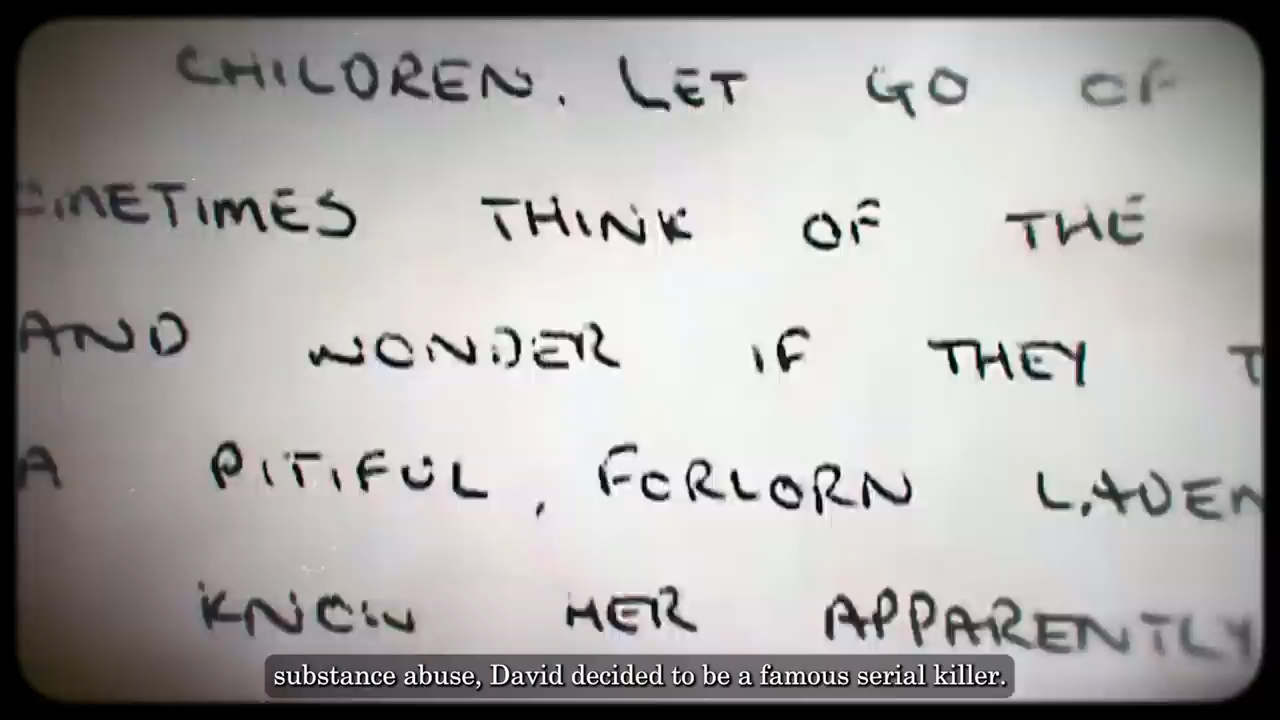 CHILDREN. LET GO OF
SOMETIMES THINK OF THE
AND WONDER IF THEY
A PITIFUL, FORLORN
KNOW HER APPARENTLY
substance abuse, David decided to be a famous serial killer.